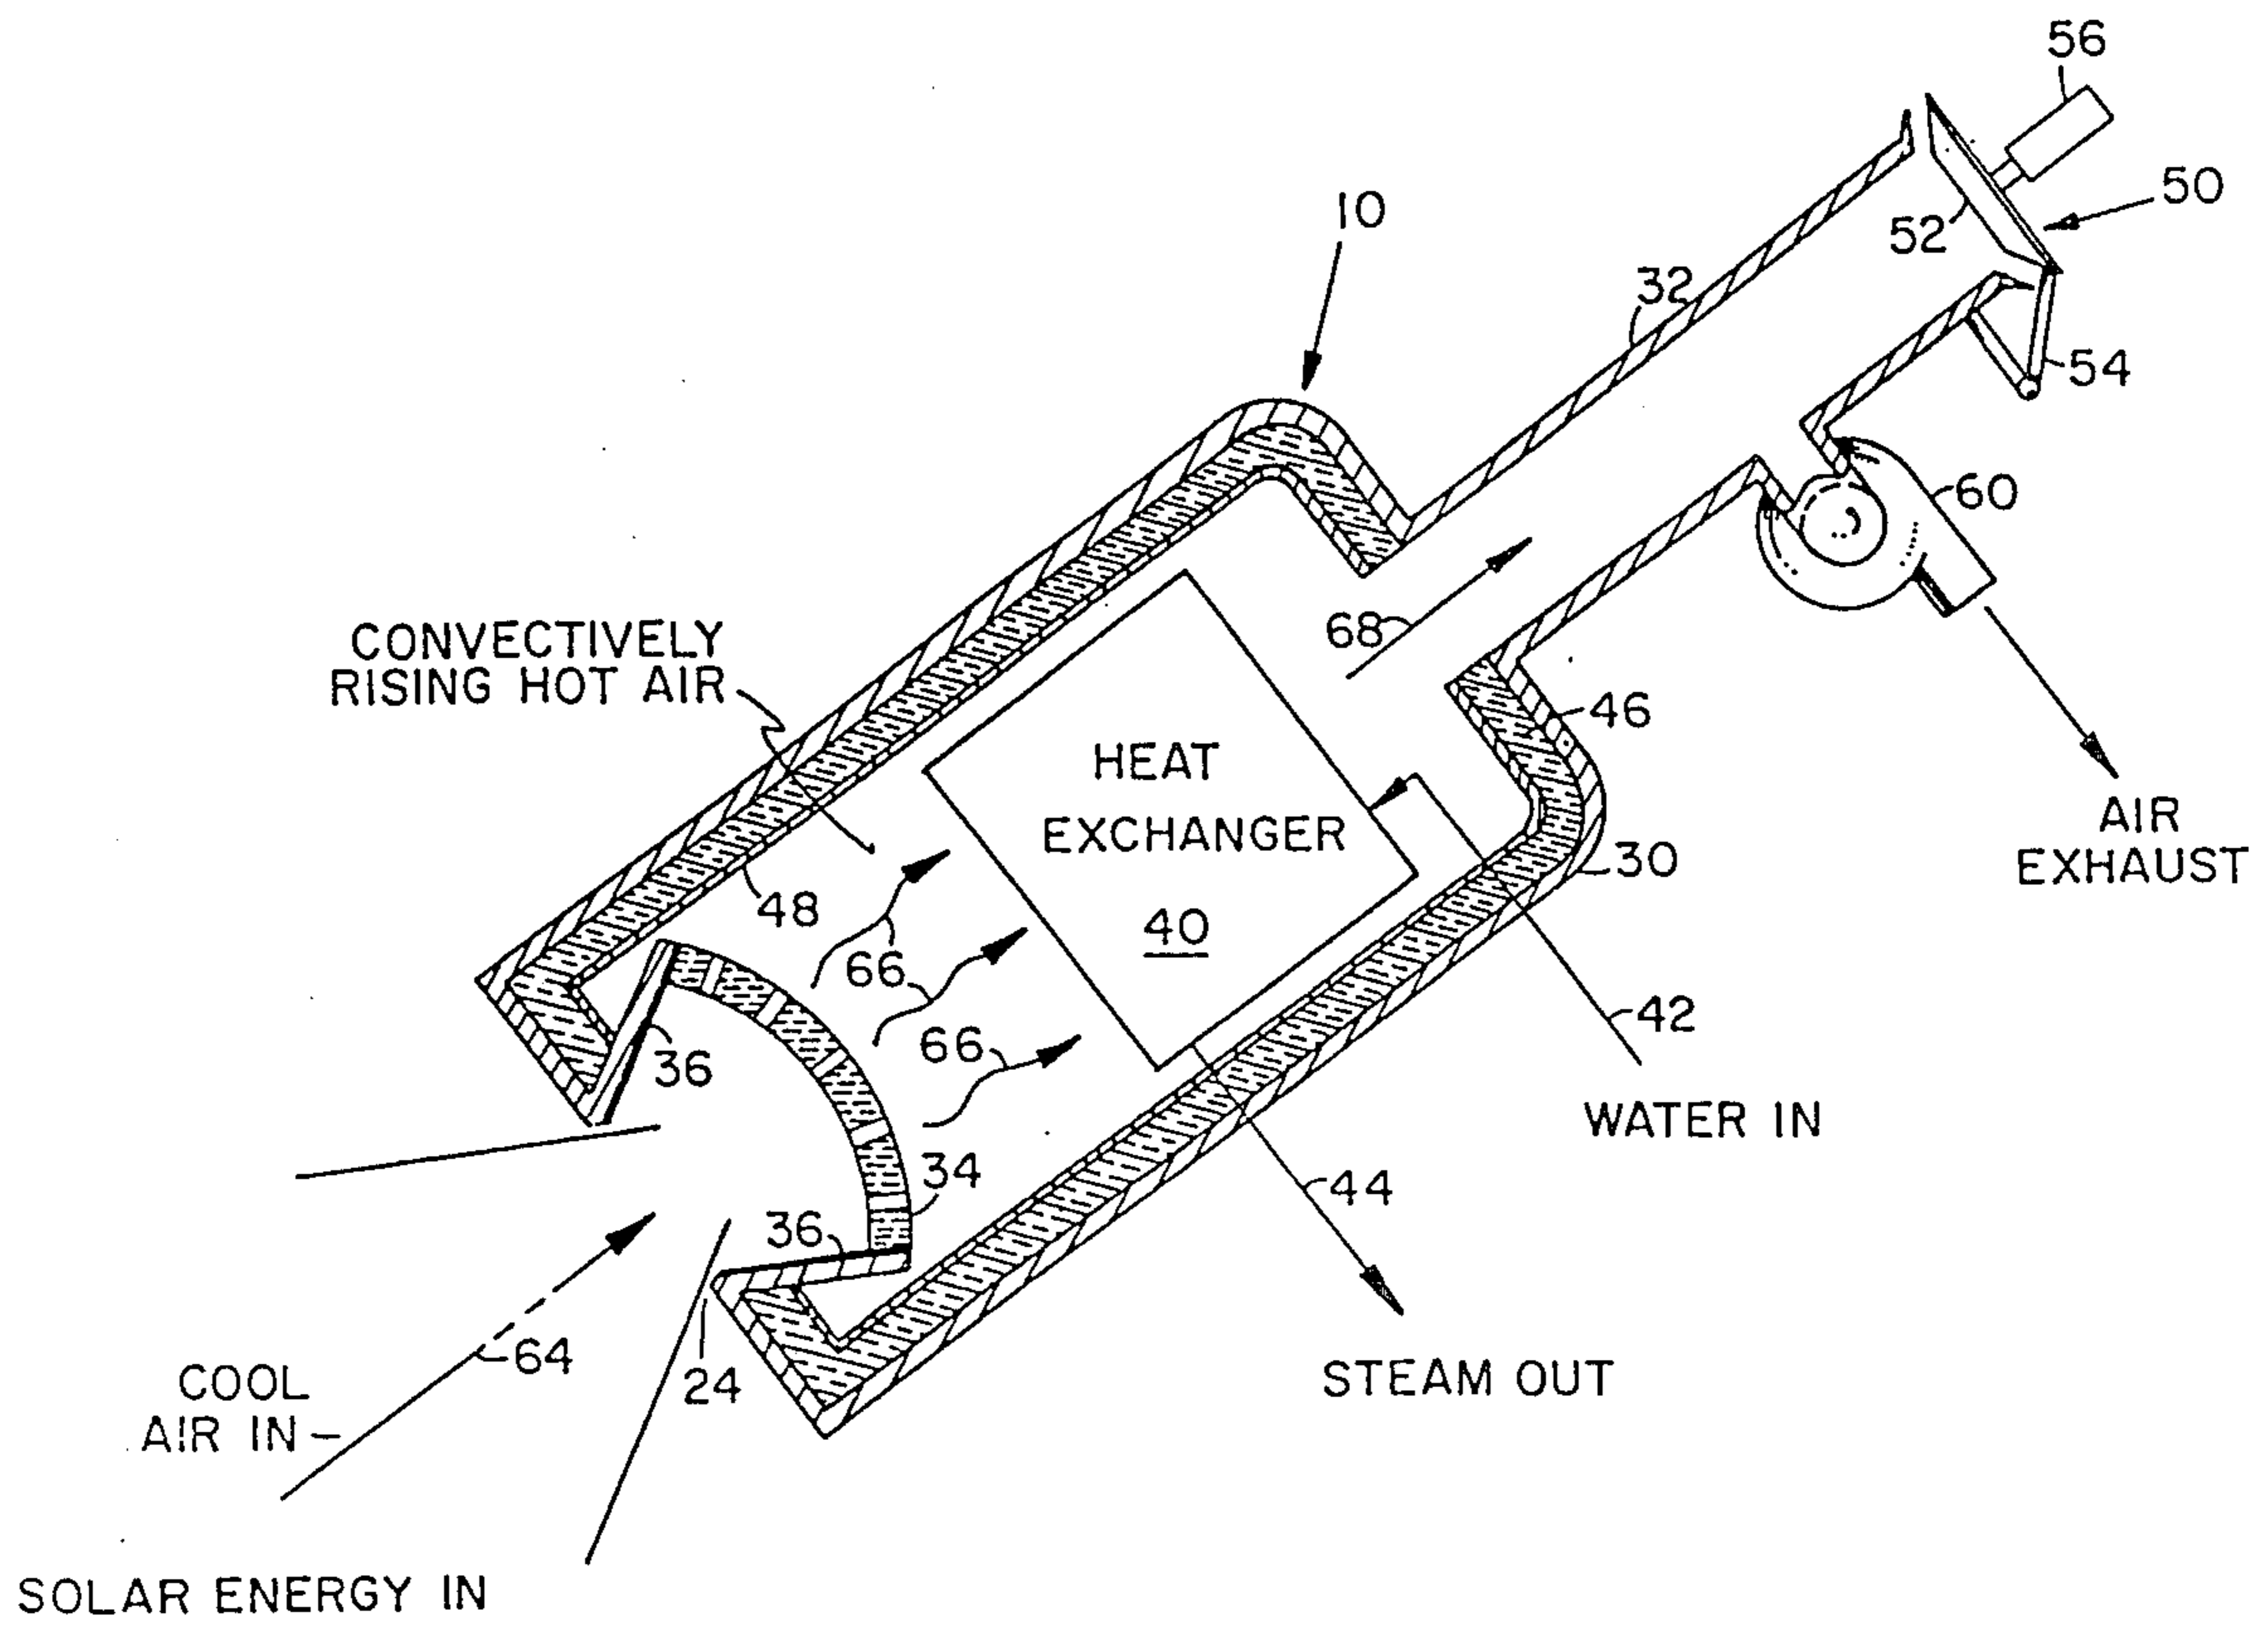 56
50
52
10
32
54
60
68
CONVECTIVELY
RISING HOT AIR
46
HEAT
EXCHANGER
40
AIR
EXHAUST
30
48
66
42
66
36
WATER IN
34
44
36
64
24
COOL
AIR IN
STEAM OUT
SOLAR ENERGY IN